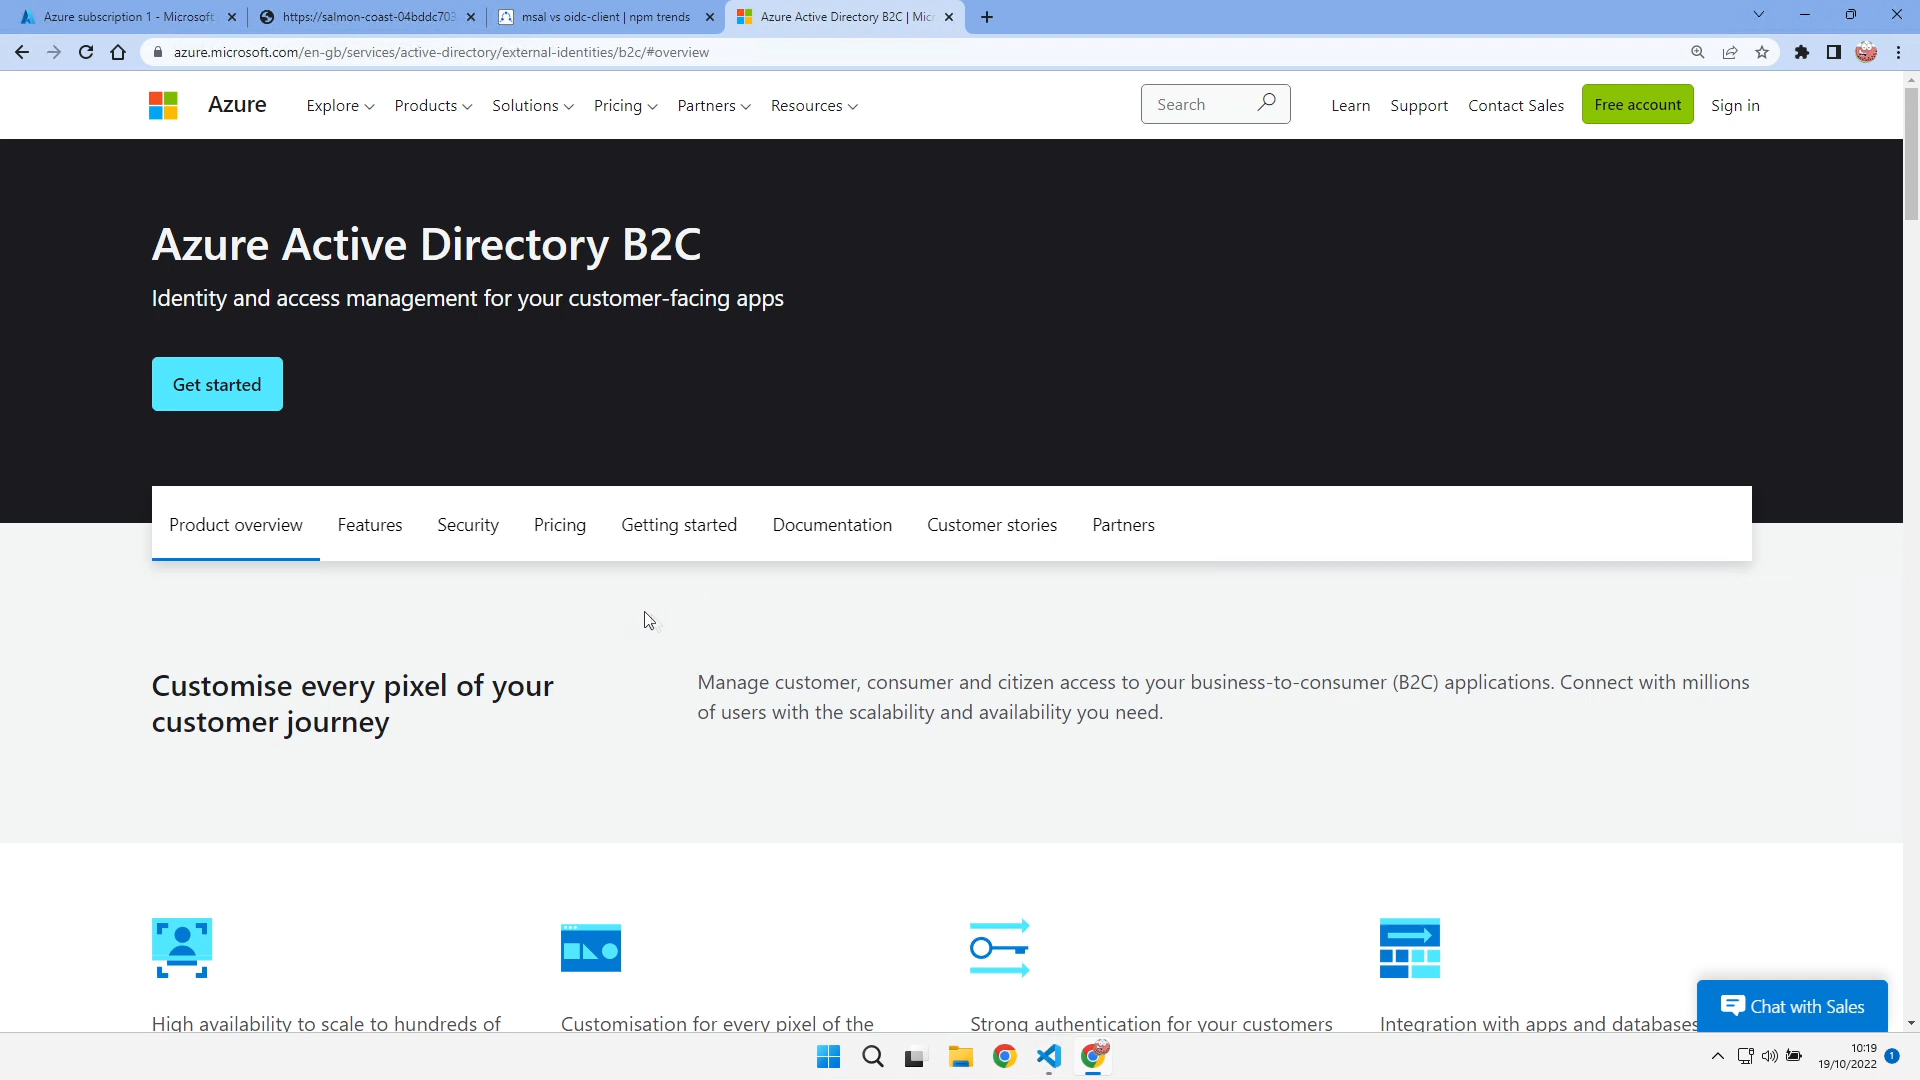 Azure subscription 1 - Microsoft
https://salmon-coast-04bddc703
msal vs oidc-client | npm trends
Azure Active Directory B2C | Micr
azure.microsoft.com/en-gb/services/active-directory/external-identities/b2c/#overview
Azure
Explore
Products
Solutions
Pricing
Partners
Resources
Search
Learn
Support
Contact Sales
Free account
Sign in
Azure Active Directory B2C
Identity and access management for your customer-facing apps
Get started
Product overview
Features
Security
Pricing
Getting started
Documentation
Customer stories
Partners
Customise every pixel of your
customer journey
Manage customer, consumer and citizen access to your business-to-consumer (B2C) applications. Connect with millions
of users with the scalability and availability you need.
High availability to scale to hundreds of
Customisation for every pixel of the
Strong authentication for your customers
Integration with apps and databases
Chat with Sales
10:19
19/10/2022
1